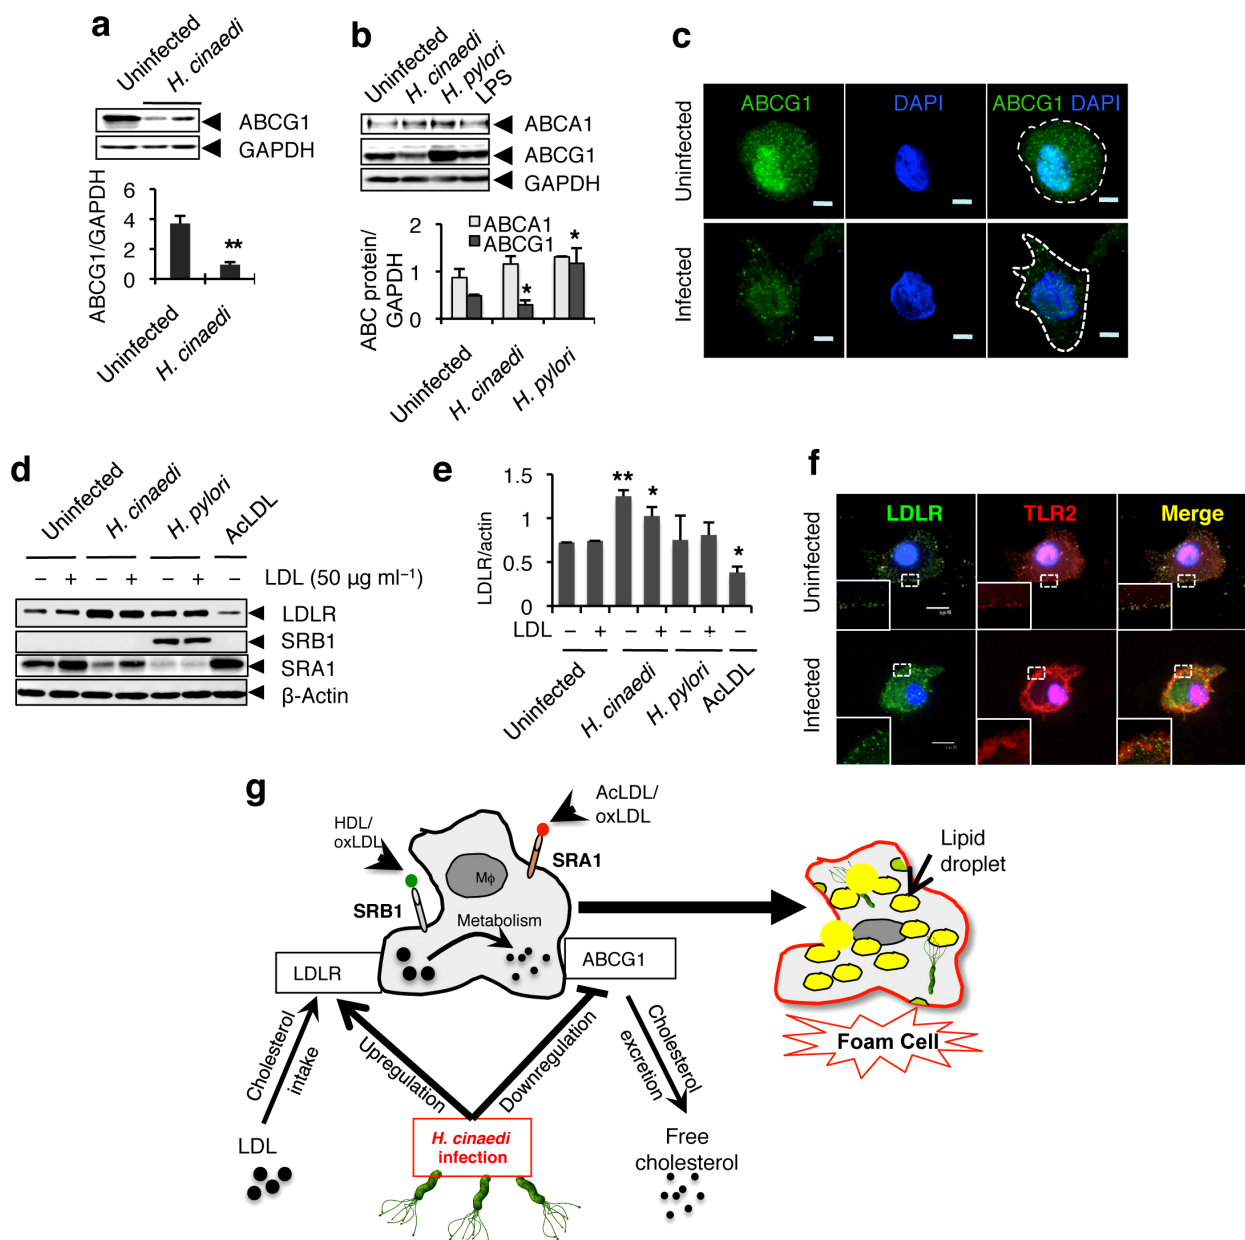 a
Uninfected
H. cinaedi
ABCG1
GAPDH
ABCG1/GAPDH
6
4
2
0
**
Uninfected
H. cinaedi
b
Uninfected
H. cinaedi
H. pylori
LPS
ABCA1
ABCG1
GAPDH
ABC protein/
GAPDH
2
1
0
ABCA1
ABCG1
*
*
Uninfected
H. cinaedi
H. pylori
c
ABCG1
DAPI
ABCG1 DAPI
Uninfected
Infected
d
Uninfected
H. cinaedi
H. pylori
AcLDL
− + − + − + − LDL (50 µg ml⁻¹)
LDLR
SRB1
SRA1
β-Actin
e
LDLR/actin
1.5
1
0.5
0
**
*
*
LDL − + − + − + −
Uninfected
H. cinaedi
H. pylori
AcLDL
f
LDLR
TLR2
Merge
Uninfected
Infected
g
HDL/
oxLDL
AcLDL/
oxLDL
SRA1
Mϕ
SRB1
Metabolism
LDLR
ABCG1
Cholesterol
intake
Upregulation
Downregulation
Cholesterol
excretion
LDL
H. cinaedi
infection
Free
cholesterol
Lipid
droplet
Foam Cell